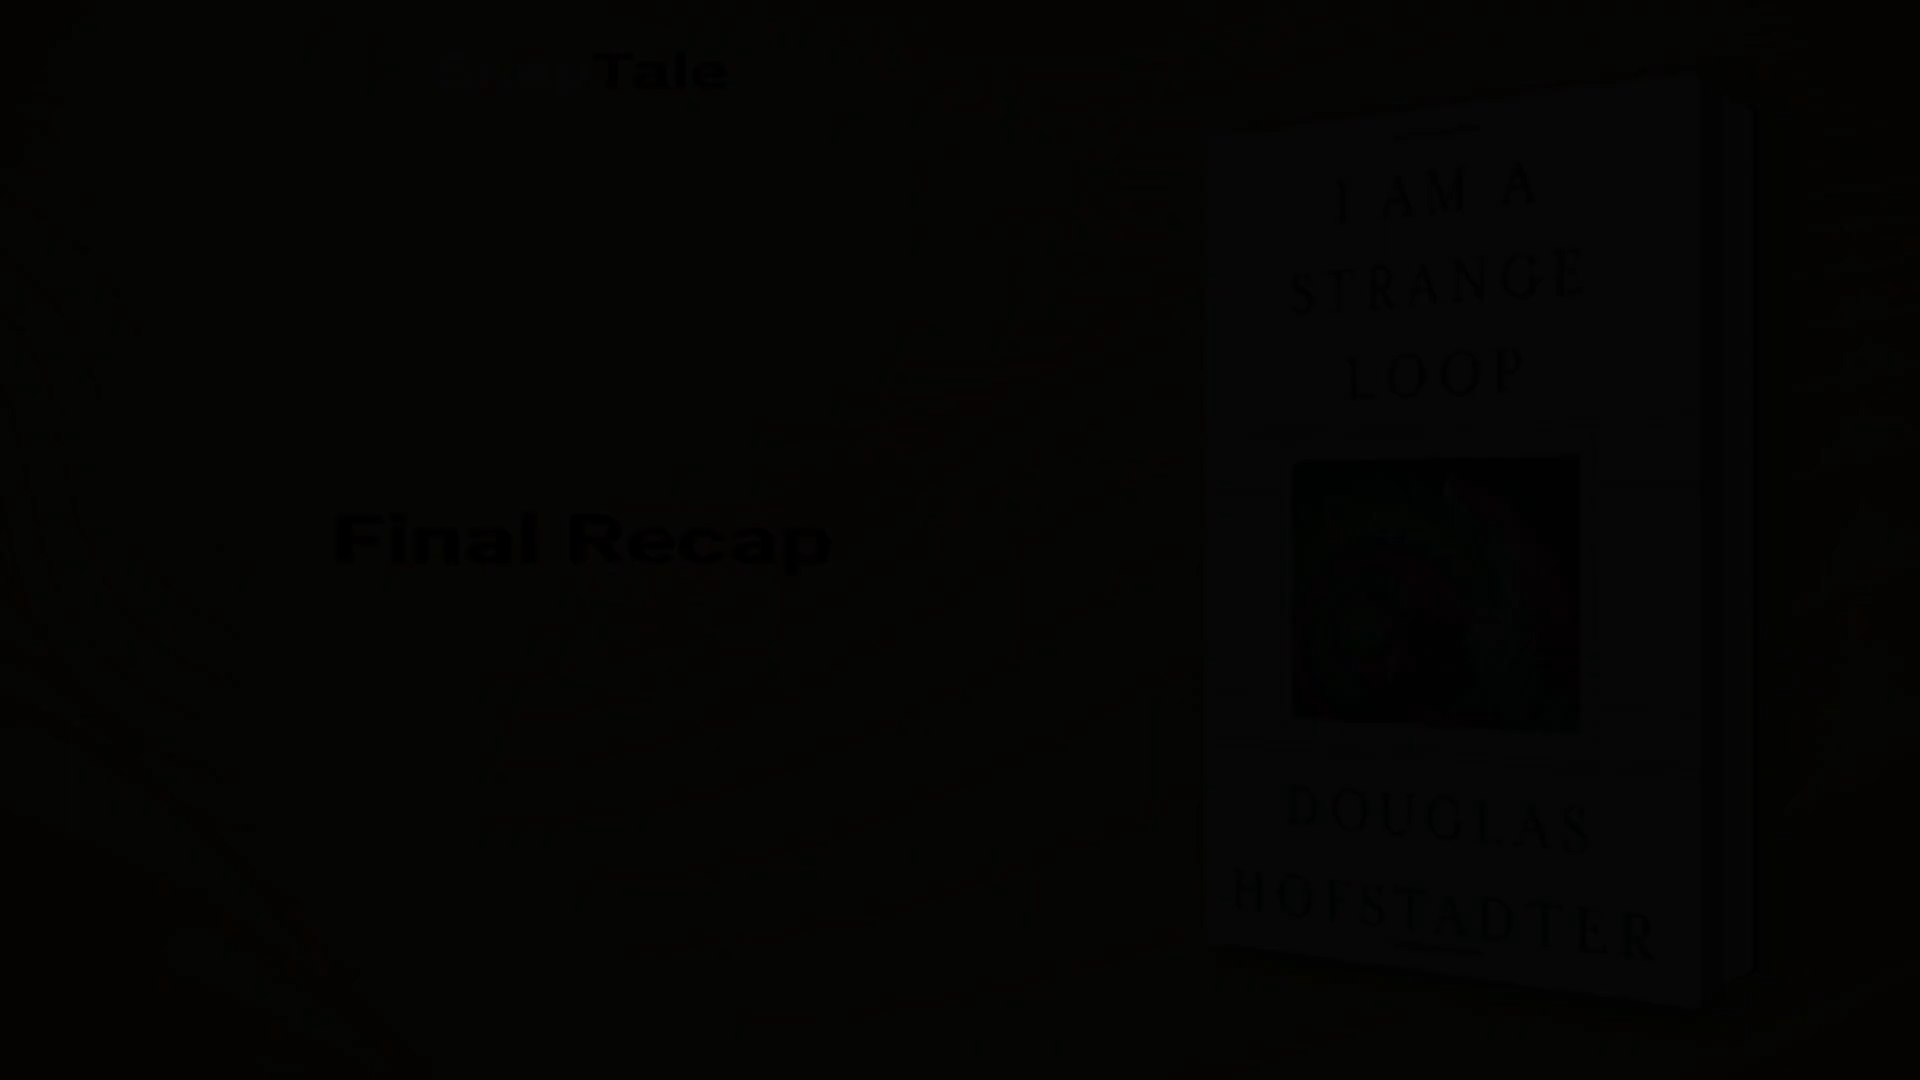 Tale
Final Recap
I AM A
STRANGE
LOOP
DOUGLAS
HOFSTADTER